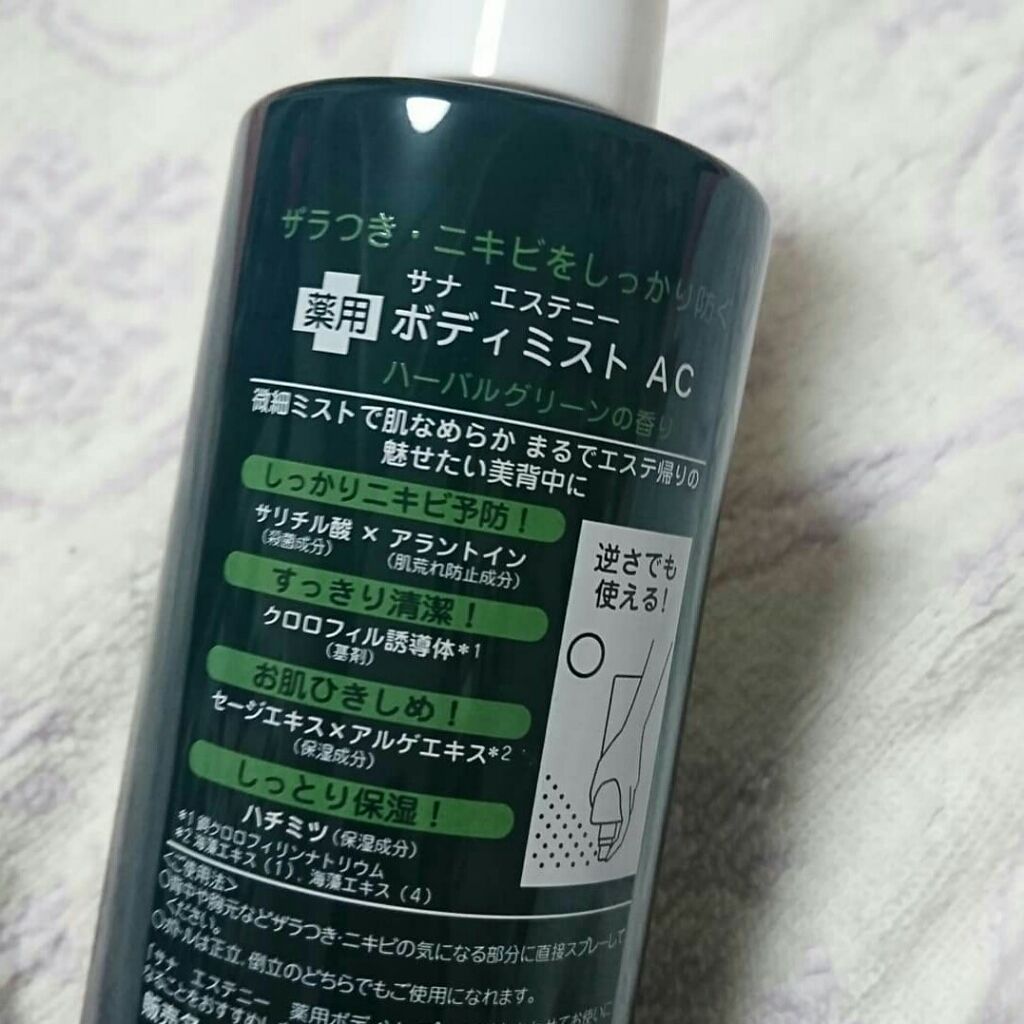 ザラつき・ニキビをしっかり防ぐ
サナ エステニー
薬用
ボディミスト AC
ハーバルグリーンの香り
微細ミストで肌なめらか まるでエステ帰りの
魅せたい美背中に
しっかりニキビ予防!
サリチル酸 × アラントイン
(殺菌成分) (肌荒れ防止成分)
すっきり清潔!
クロロフィル誘導体*1
(基剤)
お肌ひきしめ!
セージエキス×アルゲエキス*2
(保湿成分)
しっとり保湿!
ハチミツ(保湿成分)
*1 銅クロロフィリンナトリウム
*2 海藻エキス(1)、海藻エキス(4)
逆さでも
使える!
<ご使用法>
○背中や胸元などザラつき・ニキビの気になる部分に直接スプレーして
ください。
○ボトルは正立、倒立のどちらでもご使用になれます。
「サナ エステニー 薬用ボディ
なることをおすすめし